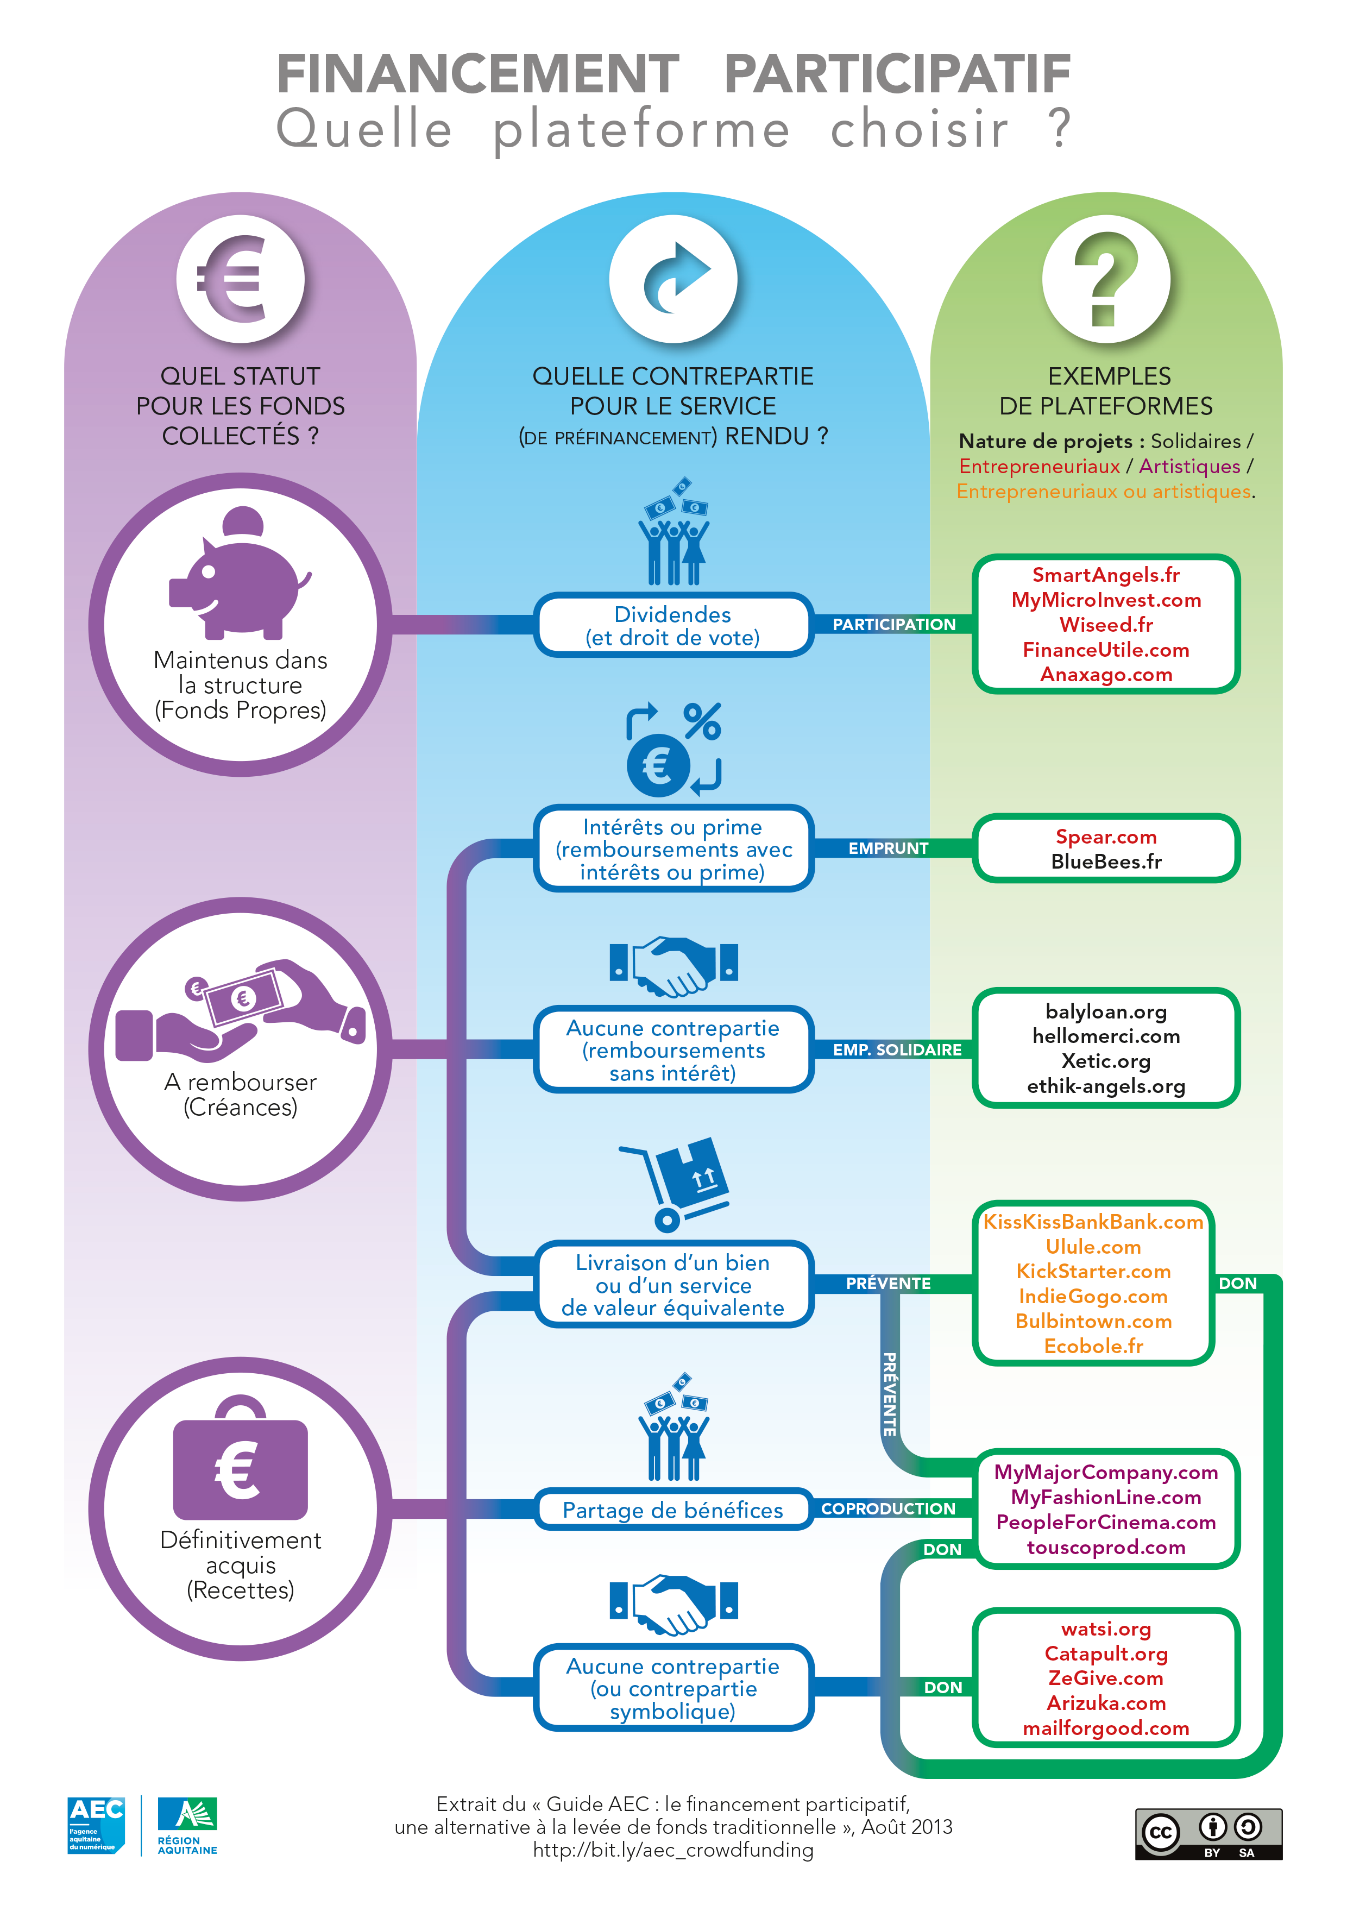 FINANCEMENT PARTICIPATIF
Quelle plateforme choisir ?
€
QUEL STATUT
POUR LES FONDS
COLLECTÉS ?
QUELLE CONTREPARTIE
POUR LE SERVICE
(DE PRÉFINANCEMENT) RENDU ?
?
EXEMPLES
DE PLATEFORMES
Nature de projets : Solidaires /
Entrepreneuriaux / Artistiques /
Entrepreneuriaux ou artistiques.
Maintenus dans
la structure
(Fonds Propres)
Dividendes
(et droit de vote)
PARTICIPATION
SmartAngels.fr
MyMicroInvest.com
Wiseed.fr
FinanceUtile.com
Anaxago.com
A rembourser
(Créances)
€ %
Intérêts ou prime
(remboursements avec
intérêts ou prime)
EMPRUNT
Spear.com
BlueBees.fr
Aucune contrepartie
(remboursements
sans intérêt)
EMP. SOLIDAIRE
balyloan.org
hellomerci.com
Xetic.org
ethik-angels.org
Livraison d'un bien
ou d'un service
de valeur équivalente
PRÉVENTE
KissKissBankBank.com
Ulule.com
KickStarter.com
IndieGogo.com
Bulbintown.com
Ecobole.fr
DON
PRÉVENTE
€
Définitivement
acquis
(Recettes)
Partage de bénéfices
COPRODUCTION
MyMajorCompany.com
MyFashionLine.com
PeopleForCinema.com
touscoprod.com
DON
Aucune contrepartie
(ou contrepartie
symbolique)
DON
watsi.org
Catapult.org
ZeGive.com
Arizuka.com
mailforgood.com
AEC
l'agence
aquitaine
du numérique
RÉGION
AQUITAINE
Extrait du « Guide AEC : le financement participatif,
une alternative à la levée de fonds traditionnelle », Août 2013
http://bit.ly/aec_crowdfunding
cc
BY SA